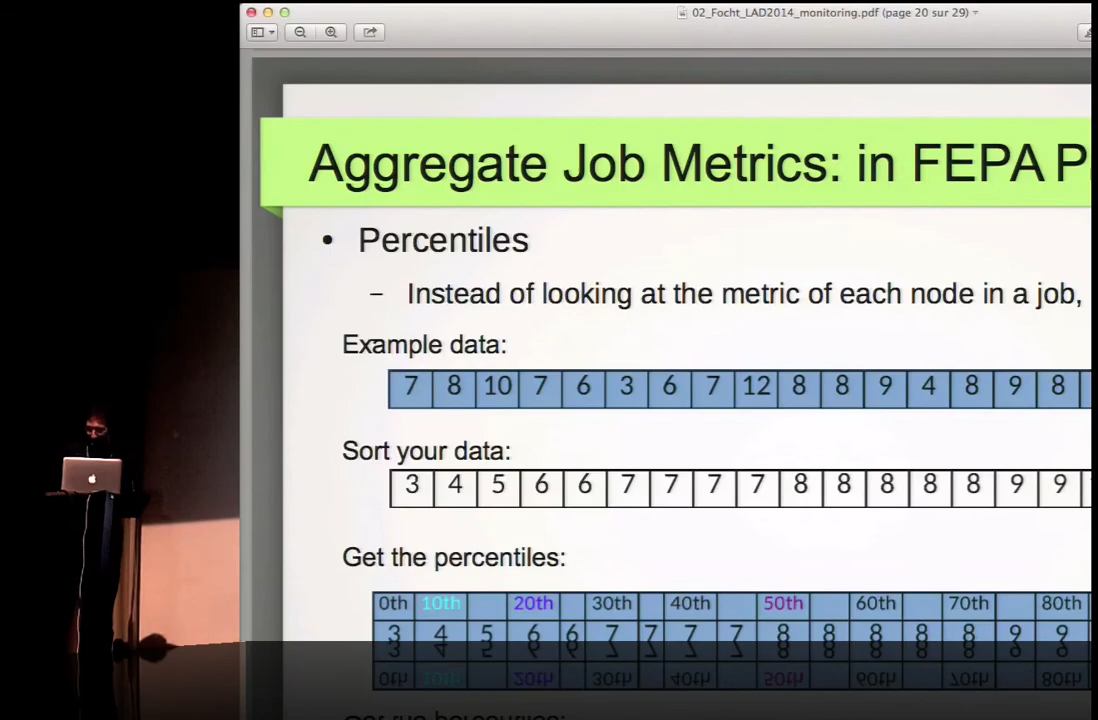 02_Focht_LAD2014_monitoring.pdf (page 20 sur 29)
Aggregate Job Metrics: in FEPA P
• Percentiles
– Instead of looking at the metric of each node in a job,
Example data:
7 8 10 7 6 3 6 7 12 8 8 9 4 8 9 8
Sort your data:
3 4 5 6 6 7 7 7 7 8 8 8 8 8 9 9
Get the percentiles:
0th 10th 20th 30th 40th 50th 60th 70th 80th
3 4 5 6 6 7 7 7 7 8 8 8 8 8 9 9